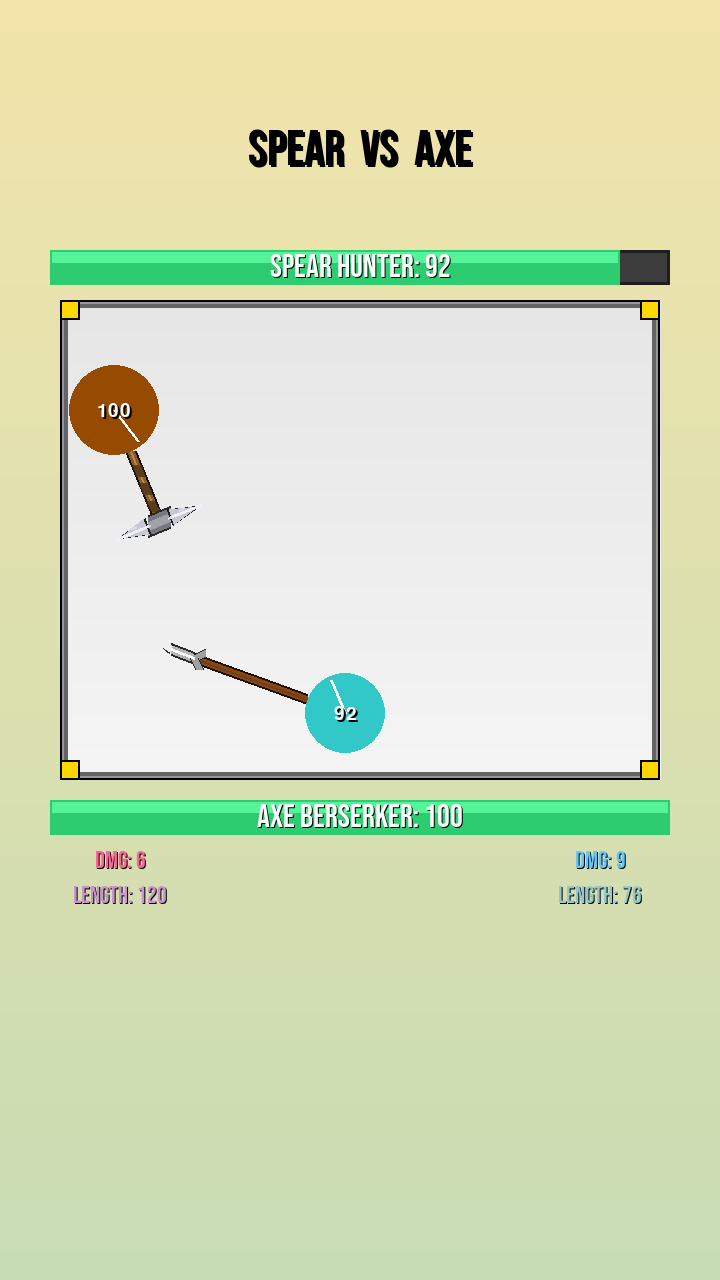 SPEAR VS AXE
SPEAR HUNTER: 92
100
92
AXE BERSERKER: 100
DMG: 6
DMG: 9
LENGTH: 120
LENGTH: 76